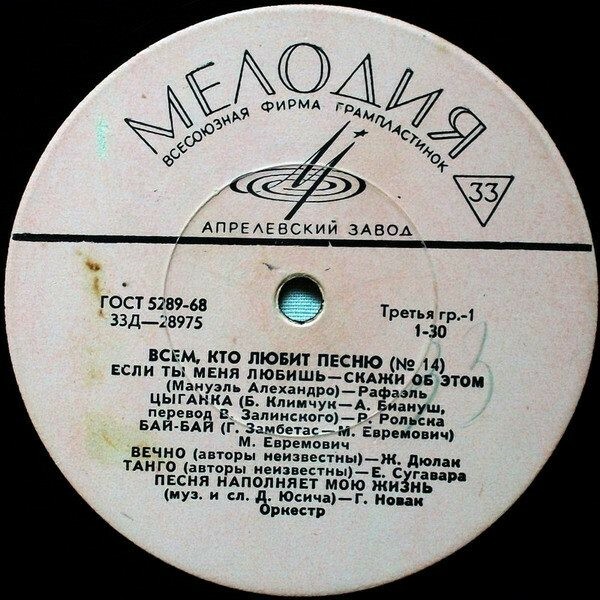 МЕЛОДИЯ
ВСЕСОЮЗНАЯ ФИРМА ГРАМПЛАСТИНОК
33
АПРЕЛЕВСКИЙ ЗАВОД
ГОСТ 5289-68
33Д—28975
Третья гр.-1
1-30
ВСЕМ, КТО ЛЮБИТ ПЕСНЮ (№ 14)
ЕСЛИ ТЫ МЕНЯ ЛЮБИШЬ—СКАЖИ ОБ ЭТОМ
(Мануэль Алехандро)—Рафаэль
ЦЫГАНКА (Б. Климчук—А. Биануш,
перевод В. Залинского)—Р. Рольска
БАЙ-БАЙ (Г. Замбетас—М. Евремович)
М. Евремович
ВЕЧНО (авторы неизвестны)—Ж. Дюлак
ТАНГО (авторы неизвестны)—Е. Сугавара
ПЕСНЯ НАПОЛНЯЕТ МОЮ ЖИЗНЬ
(муз. и сл. Д. Юсича)—Г. Новак
Оркестр